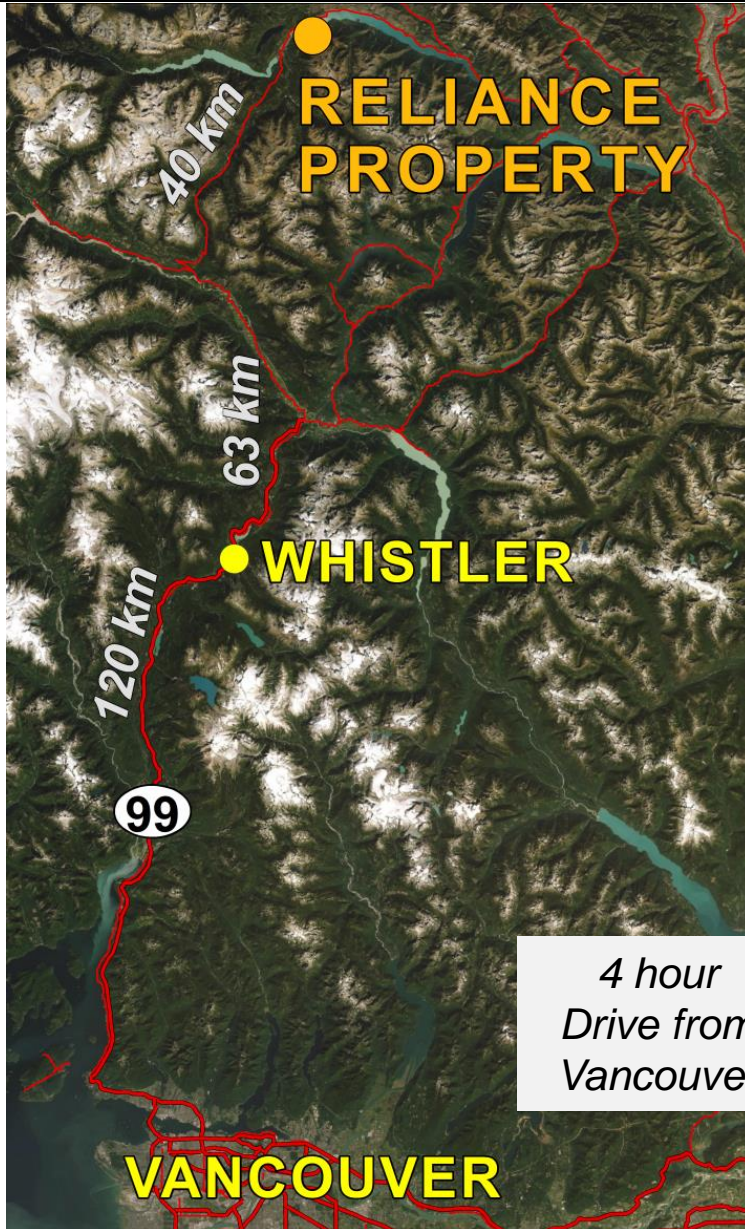 RELIANCE
PROPERTY
40 km
63 km
WHISTLER
120 km
99
4 hour
Drive from
Vancouve
VANCOUVER